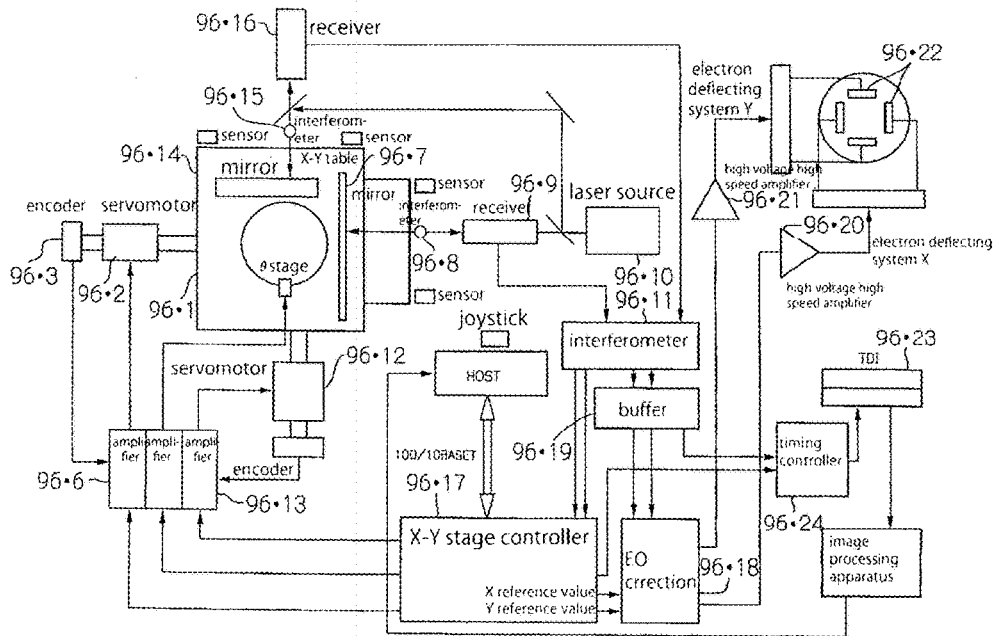 96•16
receiver
96•15
interferom-
eter
sensor
sensor
96•14
X-Y table
96•7
mirror
mirror
sensor
interferom-
eter
96•8
receiver
96•9
laser source
96•10
96•11
encoder
servomotor
96•3
96•2
96•1
θ stage
sensor
electron
deflecting
system Y
96•22
high voltage high
speed amplifier
96•21
96•20
electron deflecting
system X
high voltage high
speed amplifier
joystick
HOST
interferometer
buffer
96•19
servomotor
96•12
ampli-
fier
ampli-
fier
ampli-
fier
encoder
96•6
96•13
100/10BASET
96•17
X-Y stage controller
X reference value
Y reference value
EO
crrection
96•18
96•23
TDI
timing
controller
96•24
image
processing
apparatus